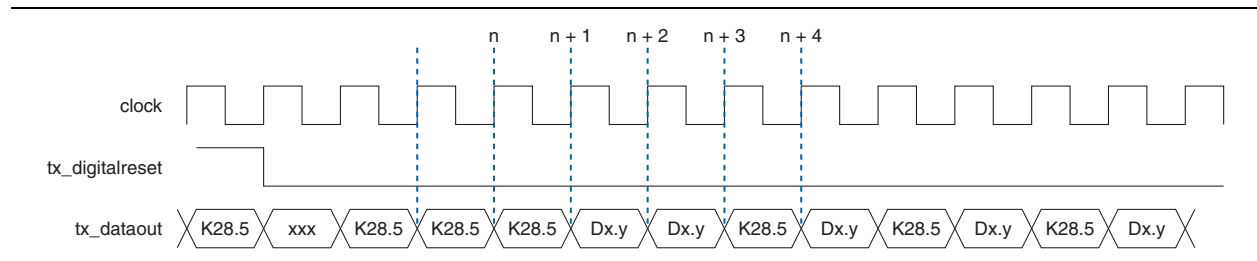 n n + 1 n + 2 n + 3 n + 4
clock
tx_digitalreset
tx_dataout K28.5 xxx K28.5 K28.5 K28.5 Dx.y Dx.y K28.5 Dx.y K28.5 Dx.y K28.5 Dx.y